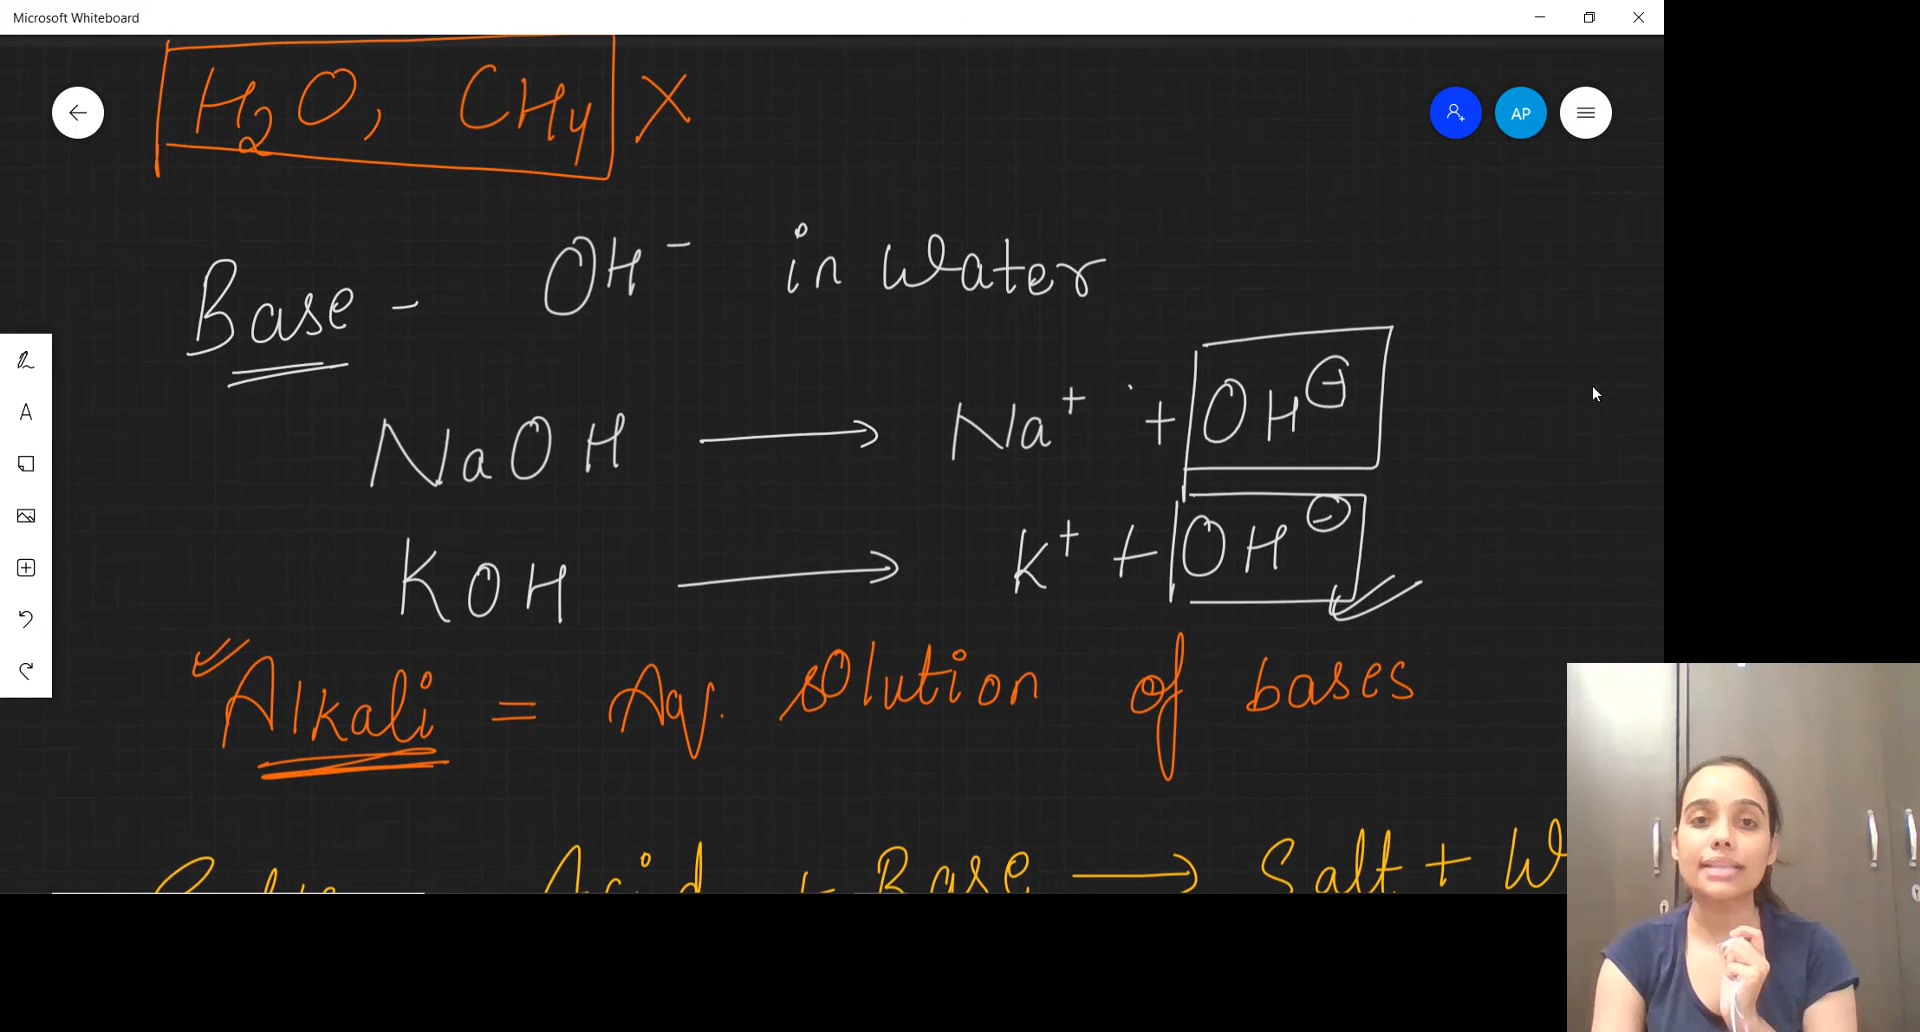 Microsoft Whiteboard
H₂O, CH₄ X
AP
Base - OH⁻ in Water
NaOH → Na⁺ + OH⊖
KOH → K⁺ + OH⊖
A
Alkali = Aq. solution of bases
Acid + Base → Salt + W